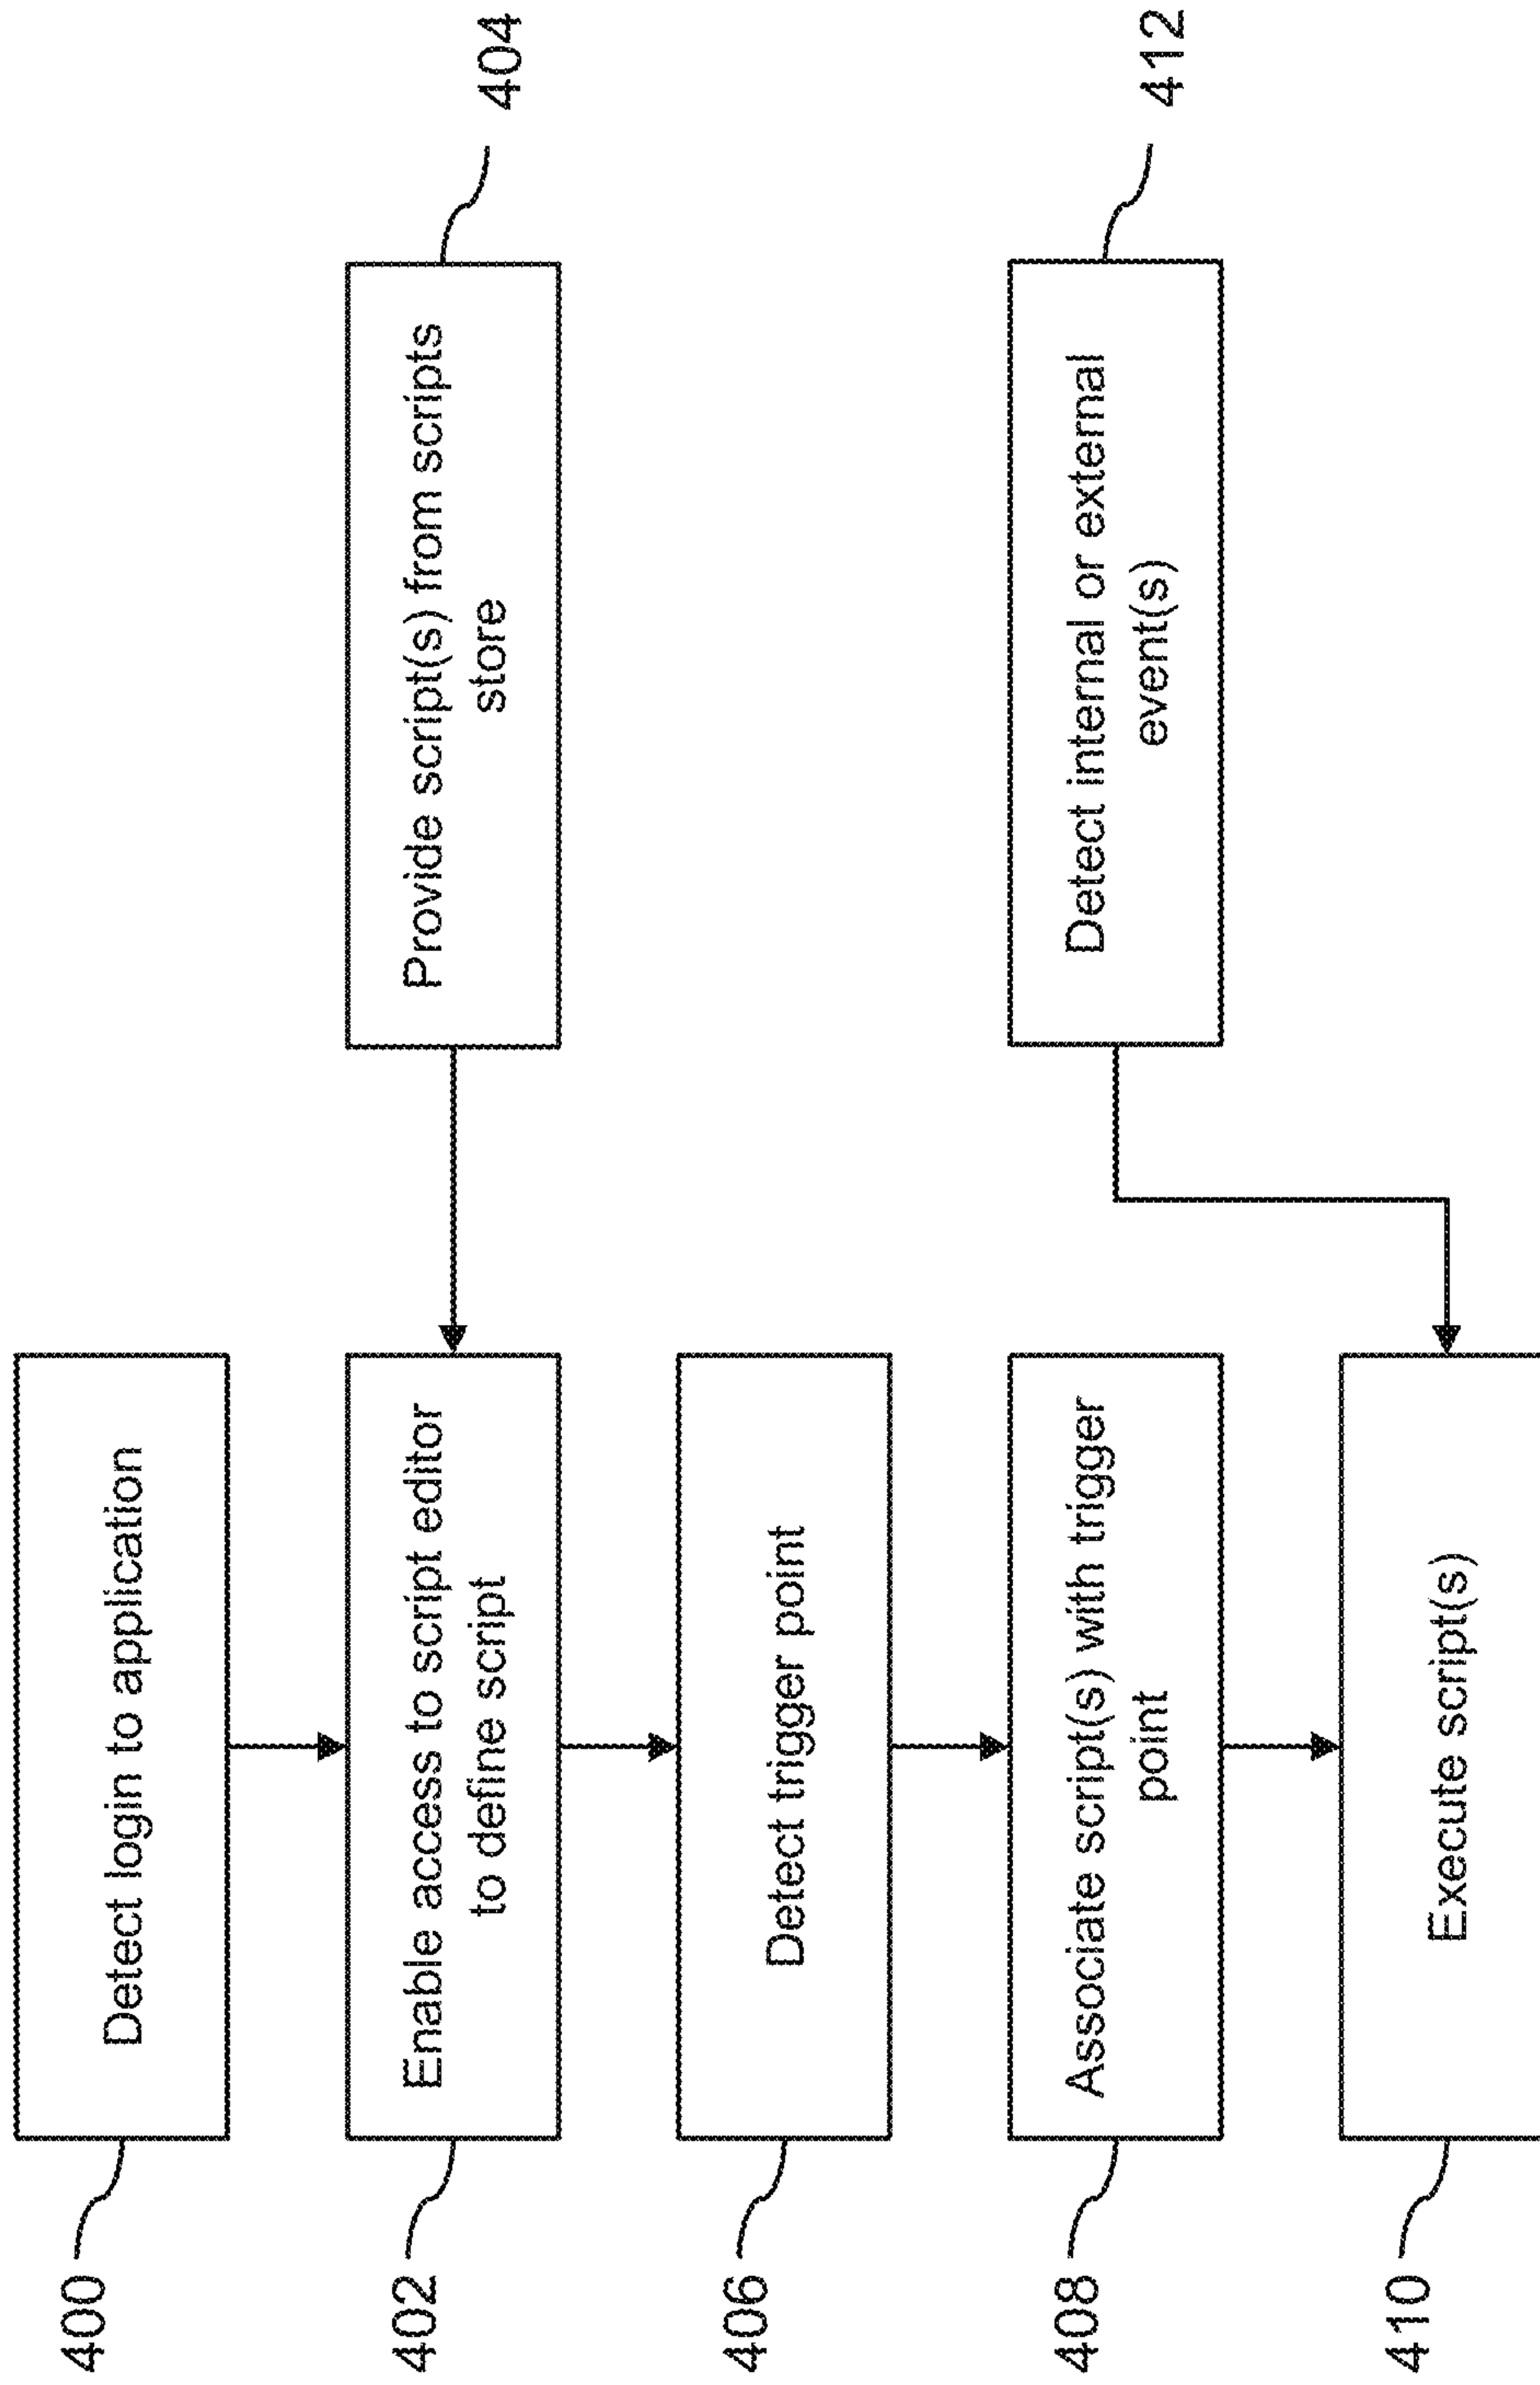 400
Detect login to application
402
Enable access to script editor
to define script
404
Provide script(s) from scripts
store
406
Detect trigger point
408
Associate script(s) with trigger
point
412
Detect internal or external
event(s)
410
Execute script(s)